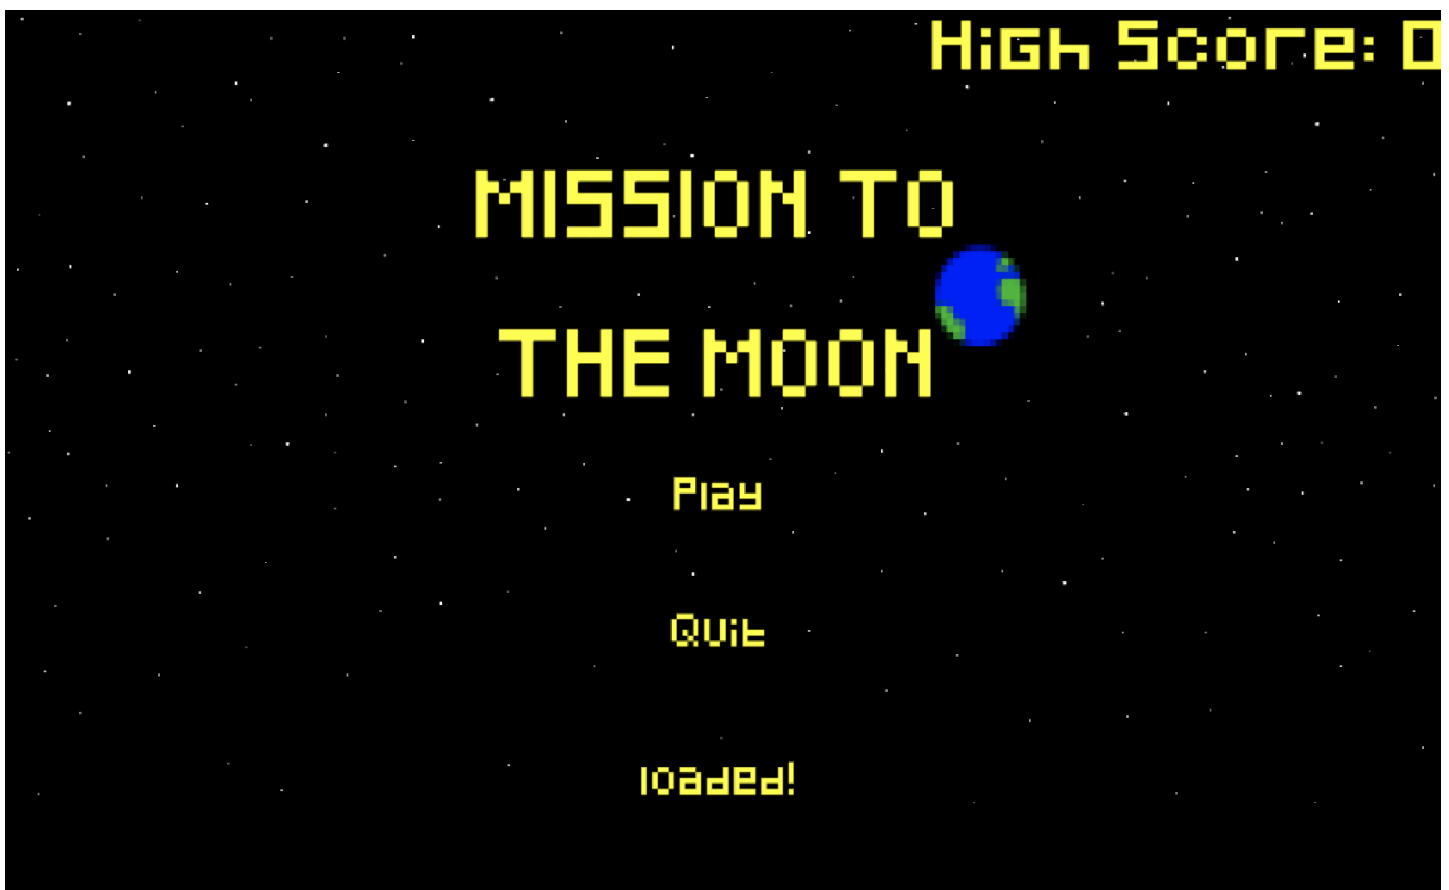 High Score: 0
MISSION TO
THE MOON
Play
Quit
loaded!